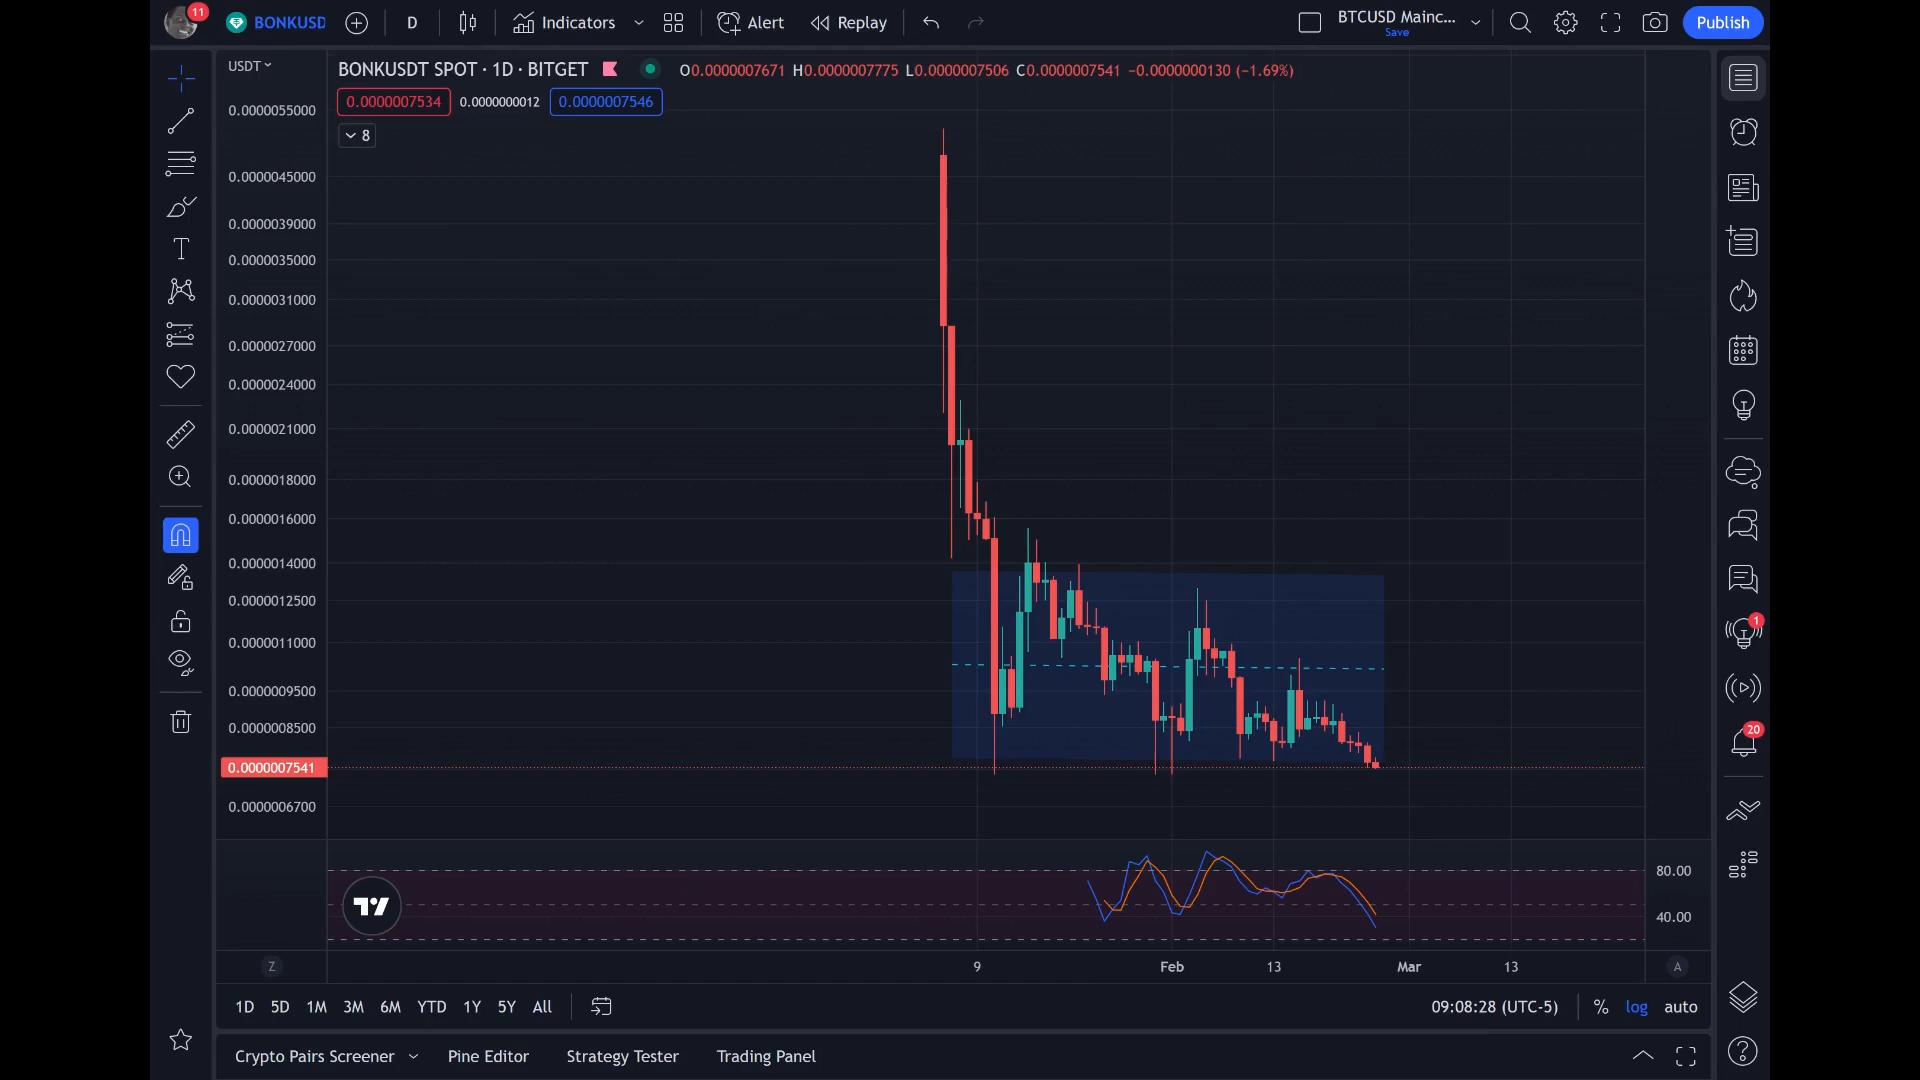 11
BONKUSD
D
Indicators
Alert
Replay
BTCUSD Mainc...
Save
Publish
USDT
BONKUSDT SPOT · 1D · BITGET
O0.0000007671 H0.0000007775 L0.0000007506 C0.0000007541 −0.0000000130 (−1.69%)
0.0000007534
0.0000000012
0.0000007546
8
0.0000055000
0.0000045000
0.0000039000
0.0000035000
0.0000031000
0.0000027000
0.0000024000
0.0000021000
0.0000018000
0.0000016000
0.0000014000
0.0000012500
0.0000011000
0.0000009500
0.0000008500
0.0000007541
0.0000006700
1
20
80.00
40.00
Z
9
Feb
13
Mar
13
A
1D 5D 1M 3M 6M YTD 1Y 5Y All
09:08:28 (UTC-5)
% log auto
Crypto Pairs Screener
Pine Editor
Strategy Tester
Trading Panel